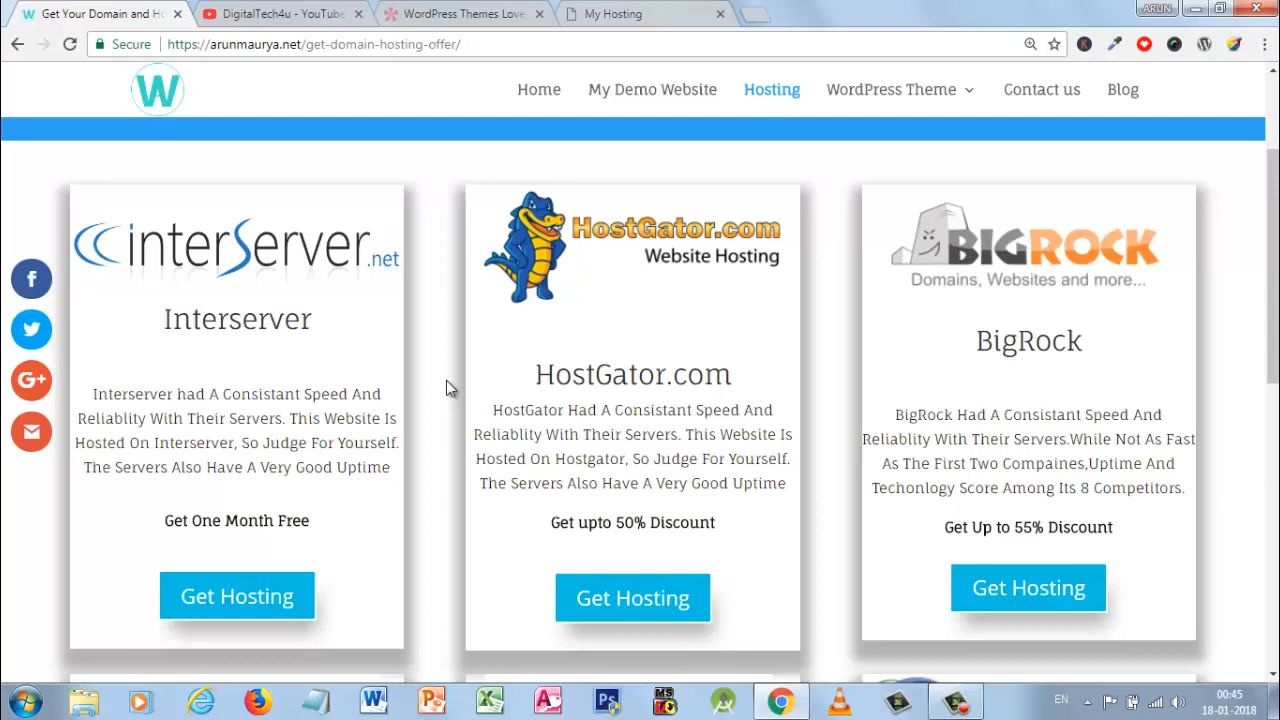 Get Your Domain and Ho
DigitalTech4u - YouTube
WordPress Themes Love
My Hosting
ARUN
Secure
https://arunmaurya.net/get-domain-hosting-offer/
W
Home
My Demo Website
Hosting
WordPress Theme
Contact us
Blog
interServer.net
Interserver
Interserver had A Consistant Speed And
Reliablity With Their Servers. This Website Is
Hosted On Interserver, So Judge For Yourself.
The Servers Also Have A Very Good Uptime
Get One Month Free
Get Hosting
HostGator.com
Website Hosting
HostGator.com
HostGator Had A Consistant Speed And
Reliablity With Their Servers. This Website Is
Hosted On Hostgator, So Judge For Yourself.
The Servers Also Have A Very Good Uptime
Get upto 50% Discount
Get Hosting
BIGROCK
Domains, Websites and more...
BigRock
BigRock Had A Consistant Speed And
Reliablity With Their Servers.While Not As Fast
As The First Two Compaines,Uptime And
Techonlogy Score Among Its 8 Competitors.
Get Up to 55% Discount
Get Hosting
EN
00:45
18-01-2018